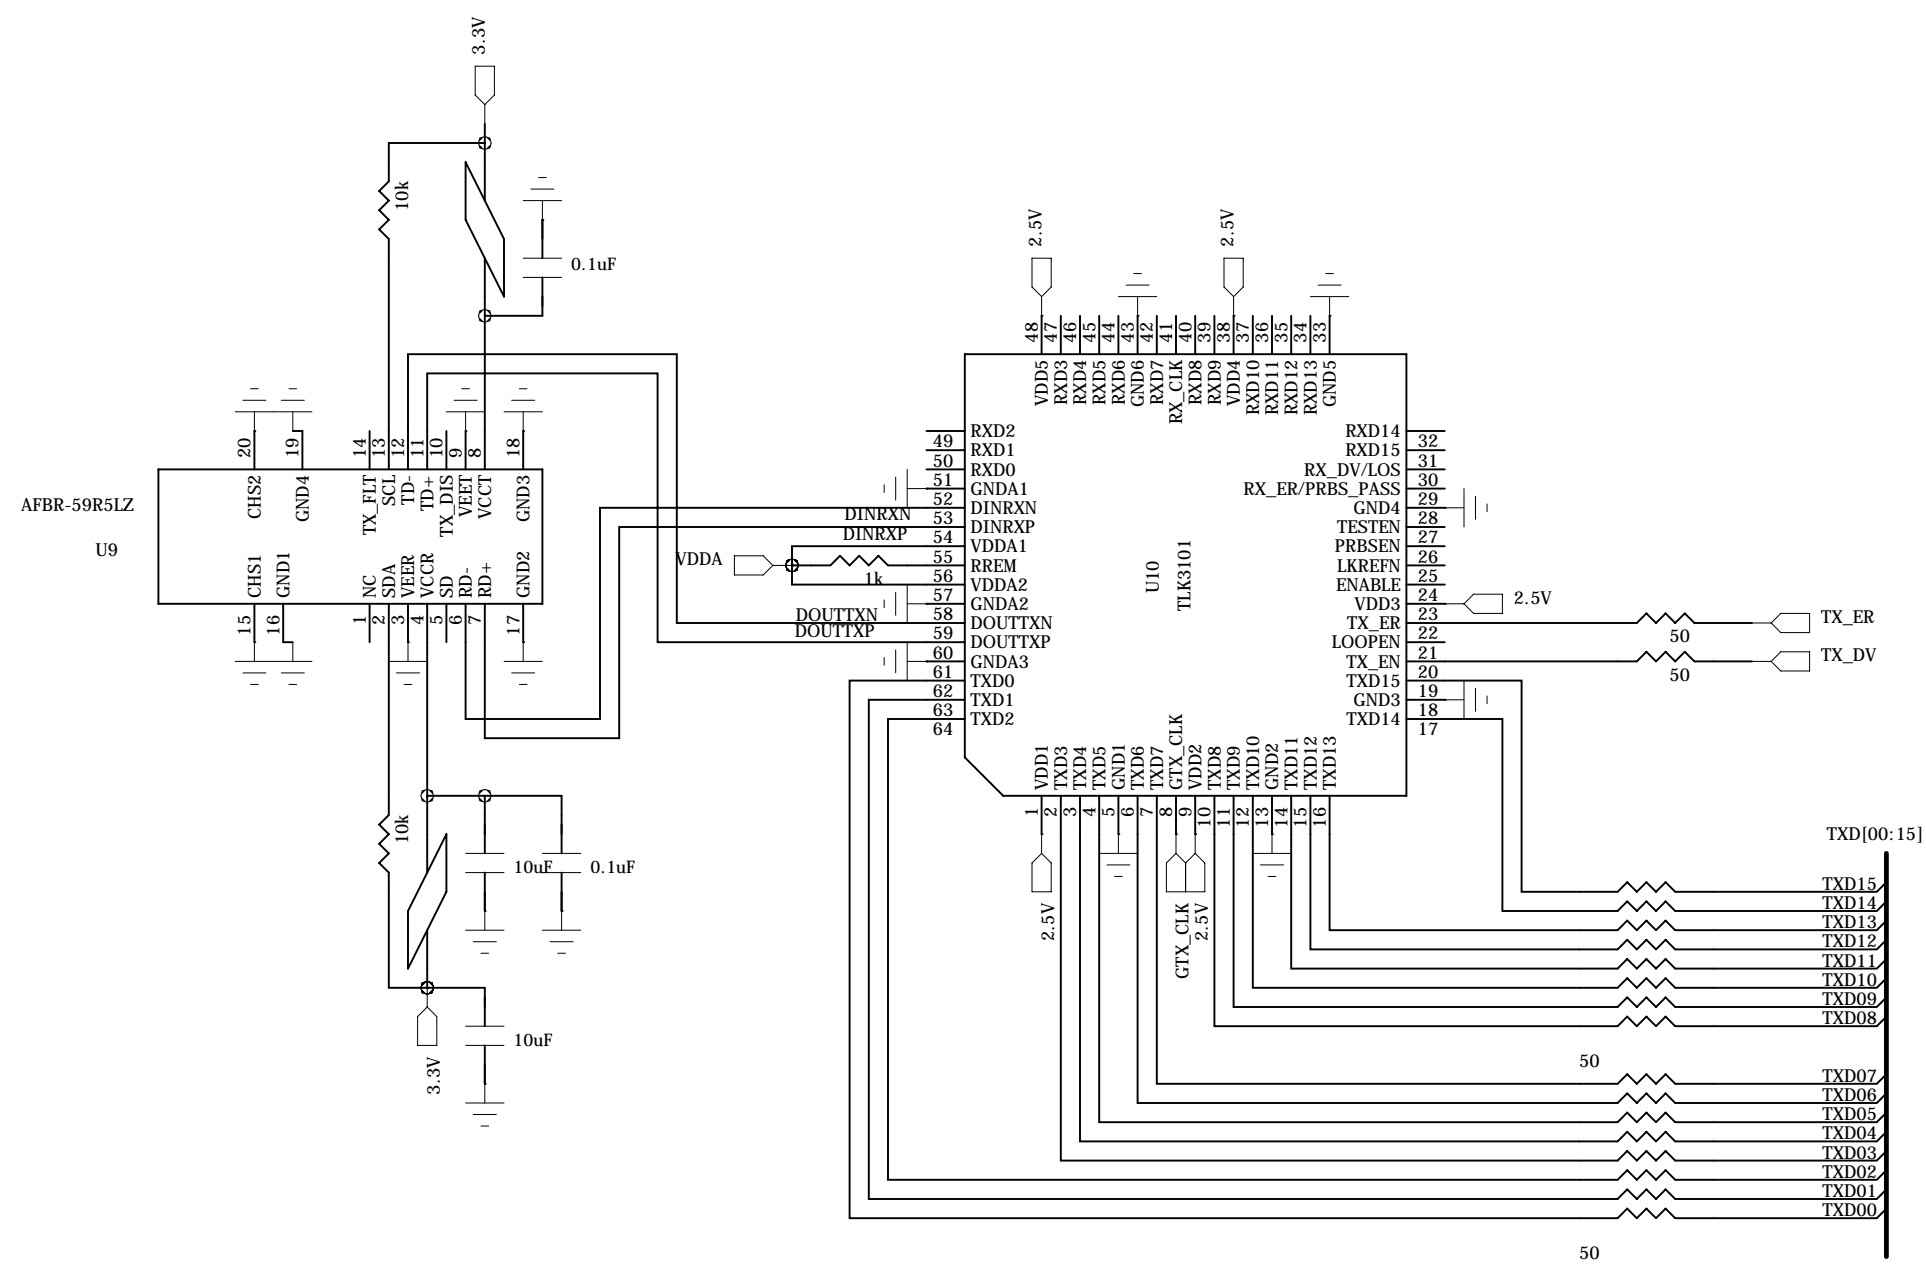 3.3V
10k
0.1uF
2.5V
2.5V
48
47
46
45
44
43
42
41
40
39
38
37
36
35
34
33
VDD5
RXD3
RXD4
RXD5
RXD6
GND6
RXD7
RX_CLK
RXD8
RXD9
VDD4
RXD10
RXD11
RXD12
RXD13
GND5
20
19
14
13
12
11
10
9
8
18
CHS2
GND4
TX_FLT
SCL
TD-
TD+
TX_DIS
VEET
VCCT
GND3
AFBR-59R5LZ
U9
CHS1
GND1
NC
SDA
VEER
VCCR
SD
RD-
RD+
GND2
15
16
1
2
3
4
5
6
7
17
49
50
51
52
53
54
55
56
57
58
59
60
61
62
63
64
RXD2
RXD1
RXD0
GNDA1
DINRXN
DINRXP
VDDA1
RREM
VDDA2
GNDA2
DOUTTXN
DOUTTXP
GNDA3
TXD0
TXD1
TXD2
DINRXN
DINRXP
VDDA
1k
DOUTTXN
DOUTTXP
U10
TLK3101
RXD14
RXD15
RX_DV/LOS
RX_ER/PRBS_PASS
GND4
TESTEN
PRBSEN
LKREFN
ENABLE
VDD3
TX_ER
LOOPEN
TX_EN
TXD15
GND3
TXD14
32
31
30
29
28
27
26
25
24
23
22
21
20
19
18
17
2.5V
TX_ER
50
TX_DV
50
VDD1
TXD3
TXD4
TXD5
GND1
TXD6
TXD7
GTX_CLK
VDD2
TXD8
TXD9
TXD10
GND2
TXD11
TXD12
TXD13
1
2
3
4
5
6
7
8
9
10
11
12
13
14
15
16
2.5V
GTX_CLK
2.5V
10k
10uF
0.1uF
10uF
3.3V
TXD[00:15]
TXD15
TXD14
TXD13
TXD12
TXD11
TXD10
TXD09
TXD08
50
TXD07
TXD06
TXD05
TXD04
TXD03
TXD02
TXD01
TXD00
50